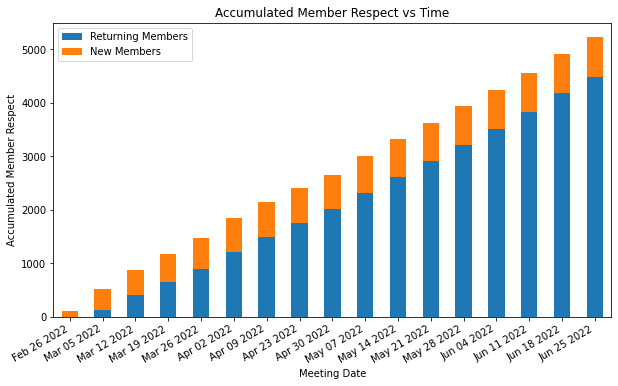 Accumulated Member Respect vs Time
Returning Members
New Members
Accumulated Member Respect
5000
4000
3000
2000
1000
0
Feb 26 2022
Mar 05 2022
Mar 12 2022
Mar 19 2022
Mar 26 2022
Apr 02 2022
Apr 09 2022
Apr 23 2022
Apr 30 2022
May 07 2022
May 14 2022
May 21 2022
May 28 2022
Jun 04 2022
Jun 11 2022
Jun 18 2022
Jun 25 2022
Meeting Date